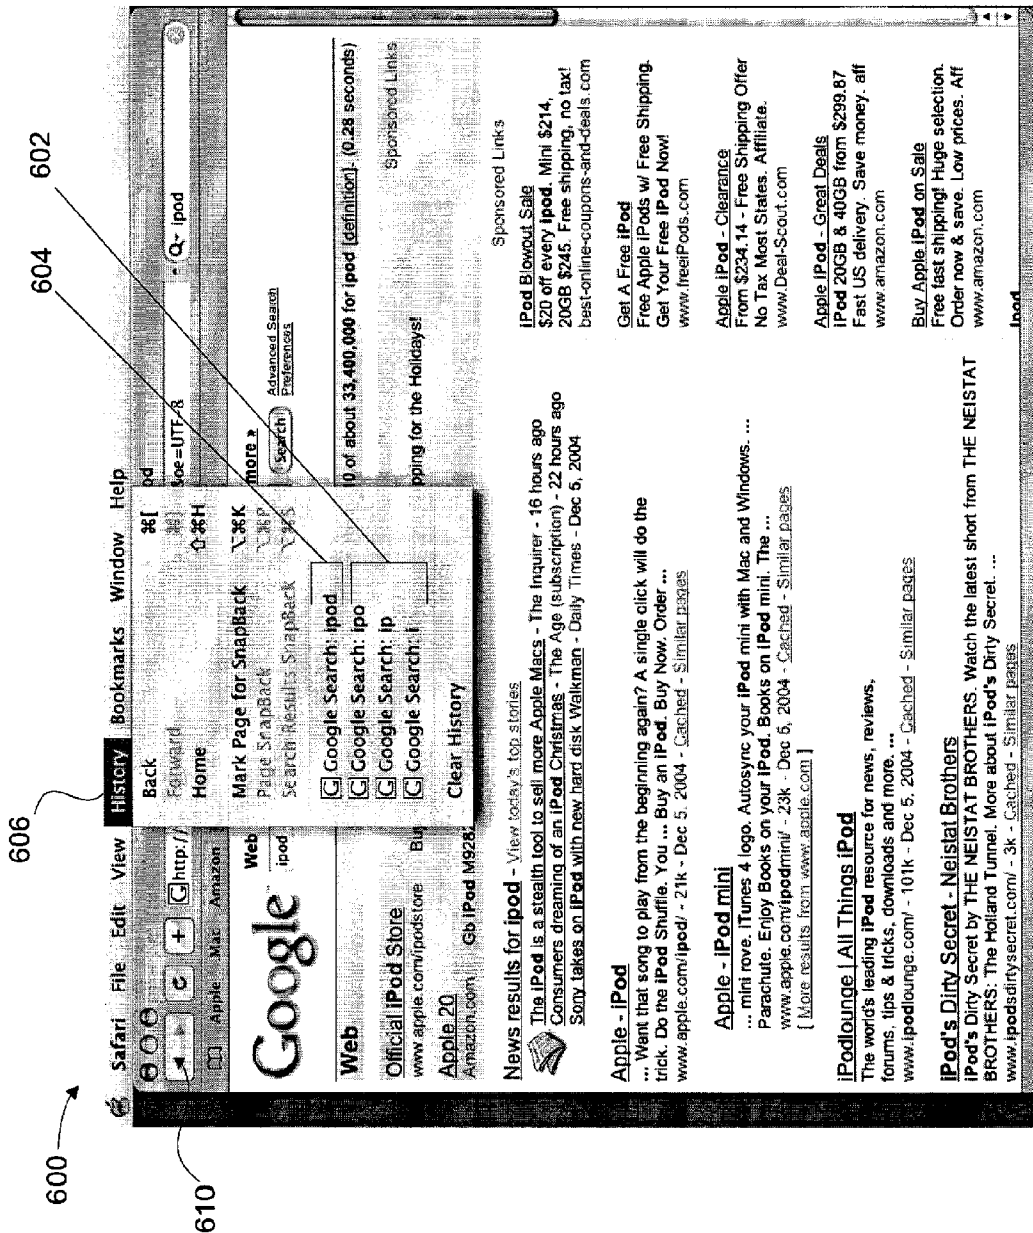 600
606
604
602
610
Safari File Edit View History Bookmarks Window Help
Back ⌘[
Forward ⌘]
Home ⇧⌘H
Mark Page for SnapBack ⌥⌘K
Page SnapBack ⌥⌘P
Search Results SnapBack ⌥⌘S
G Google Search: ipod
G Google Search: ipo
G Google Search: ip
G Google Search: i
Clear History
od
G http://
&oe=UTF-8
Q ipod
Apple Mac Amazon
Google
Web
more »
ipod
Search
Advanced Search
Preferences
Web
10 of about 33,400,000 for ipod [definition]. (0.28 seconds)
Official iPod Store
www.apple.com/ipodstore
pping for the Holidays!
Sponsored Links
Apple 20
Gb iPod
Amazon.com
News results for ipod - View today's top stories
The iPod is a stealth tool to sell more Apple Macs - The Inquirer - 16 hours ago
Consumers dreaming of an iPod Christmas - The Age (subscription) - 22 hours ago
Sony takes on iPod with new hard disk Walkman - Daily Times - Dec 5, 2004
Apple - iPod
... Want that song to play from the beginning again? A single click will do the
trick. Do the iPod Shuffle. You ... Buy an iPod. Buy Now. Order ...
www.apple.com/ipod/ - 21k - Dec 5, 2004 - Cached - Similar pages
Apple - iPod mini
... mini rove. iTunes 4 logo. Autosync your iPod mini with Mac and Windows. ...
Parachute. Enjoy Books on your iPod. Books on iPod mini. The ...
www.apple.com/ipodmini/ - 23k - Dec 5, 2004 - Cached - Similar pages
[ More results from www.apple.com ]
iPodlounge | All Things iPod
The world's leading iPod resource for news, reviews,
forums, tips & tricks, downloads and more. ...
www.ipodlounge.com/ - 101k - Dec 5, 2004 - Cached - Similar pages
iPod's Dirty Secret - Neistat Brothers
iPod's Dirty Secret by THE NEISTAT BROTHERS. Watch the latest short from THE NEISTAT
BROTHERS: The Holland Tunnel. More about iPod's Dirty Secret. ...
www.ipodsdirtysecret.com/ - 3k - Cached - Similar pages
Sponsored Links
iPod Blowout Sale
$20 off every ipod. Mini $214,
20GB $245. Free shipping, no tax!
best-online-coupons-and-deals.com
Get A Free iPod
Free Apple iPods w/ Free Shipping.
Get Your Free iPod Now!
www.freeiPods.com
Apple iPod - Clearance
From $234.14 - Free Shipping Offer
No Tax Most States. Affiliate.
www.Deal-Scout.com
Apple iPod - Great Deals
iPod 20GB & 40GB from $299.87
Fast US delivery. Save money. aff
www.amazon.com
Buy Apple iPod on Sale
Free fast shipping! Huge selection.
Order now & save. Low prices. Aff
www.amazon.com
Ipod